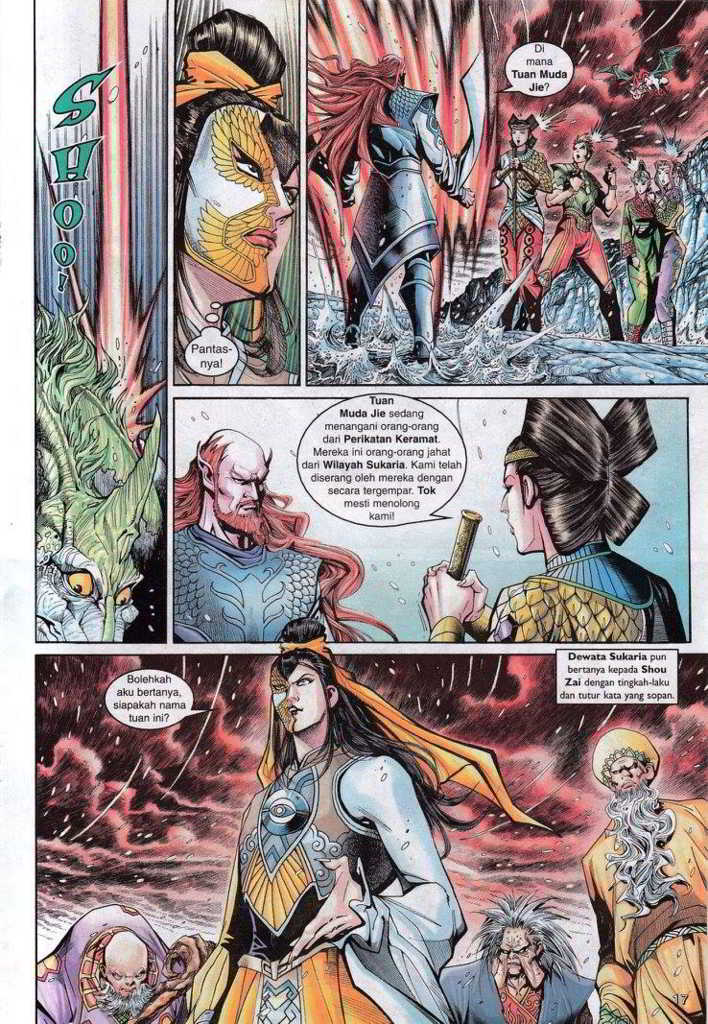 SHOO!
Pantas-
nya!
Di
mana
Tuan Muda
Jie?
Tuan
Muda Jie sedang
menangani orang-orang
dari Perikatan Keramat.
Mereka ini orang-orang jahat
dari Wilayah Sukaria. Kami telah
diserang oleh mereka dengan
secara tergempar. Tok
mesti menolong
kami!
Dewata Sukaria pun
bertanya kepada Shou
Zai dengan tingkah-laku
dan tutur kata yang sopan.
Bolehkah
aku bertanya,
siapakah nama
tuan ini?
17